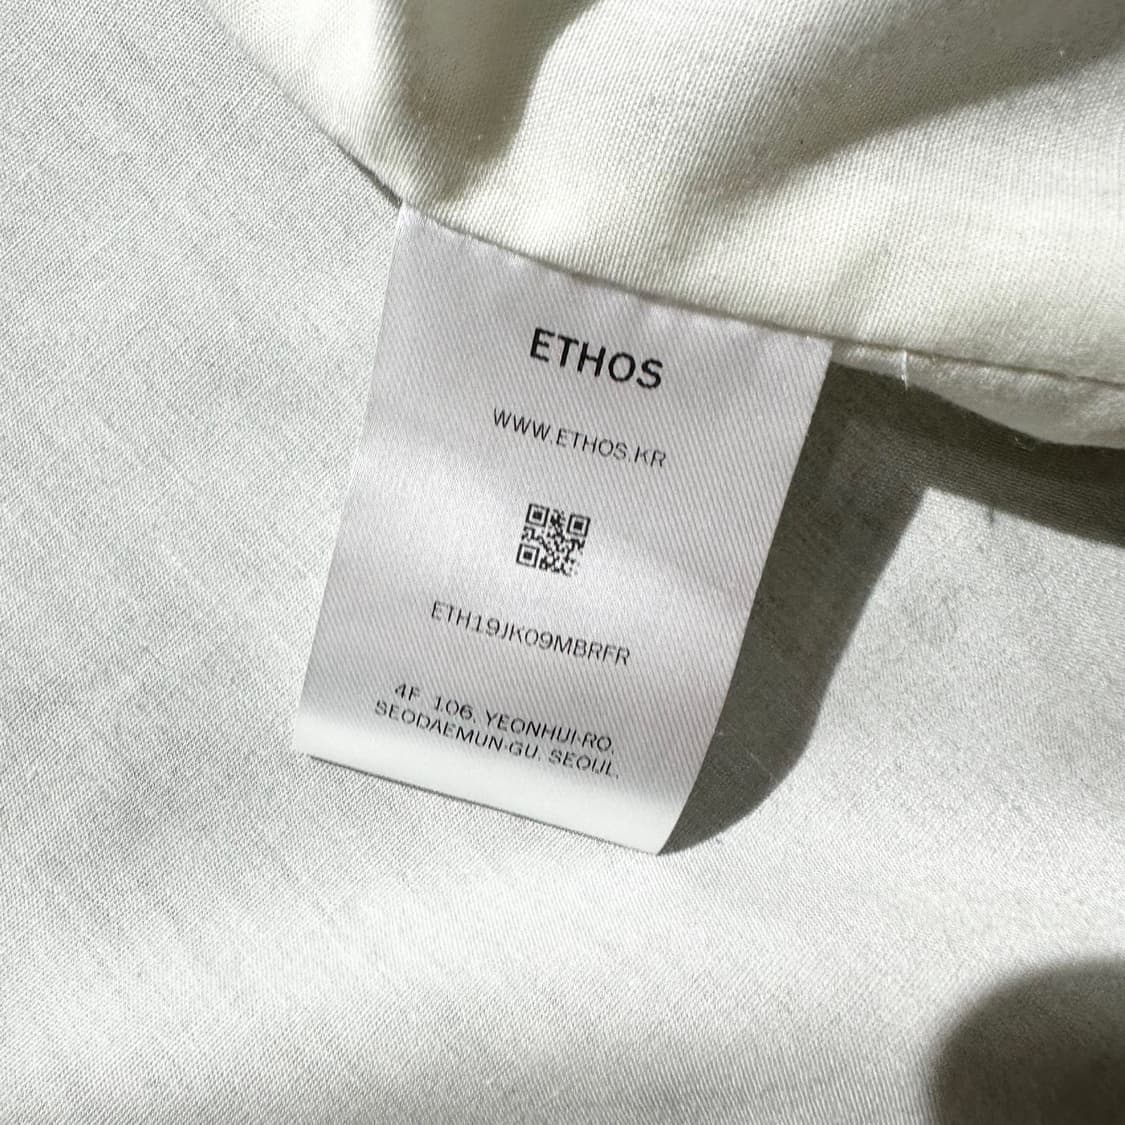 ETHOS
WWW.ETHOS.KR
ETH19JK09MBRFR
4F 106, YEONHUI-RO,
SEODAEMUN-GU, SEOUL,